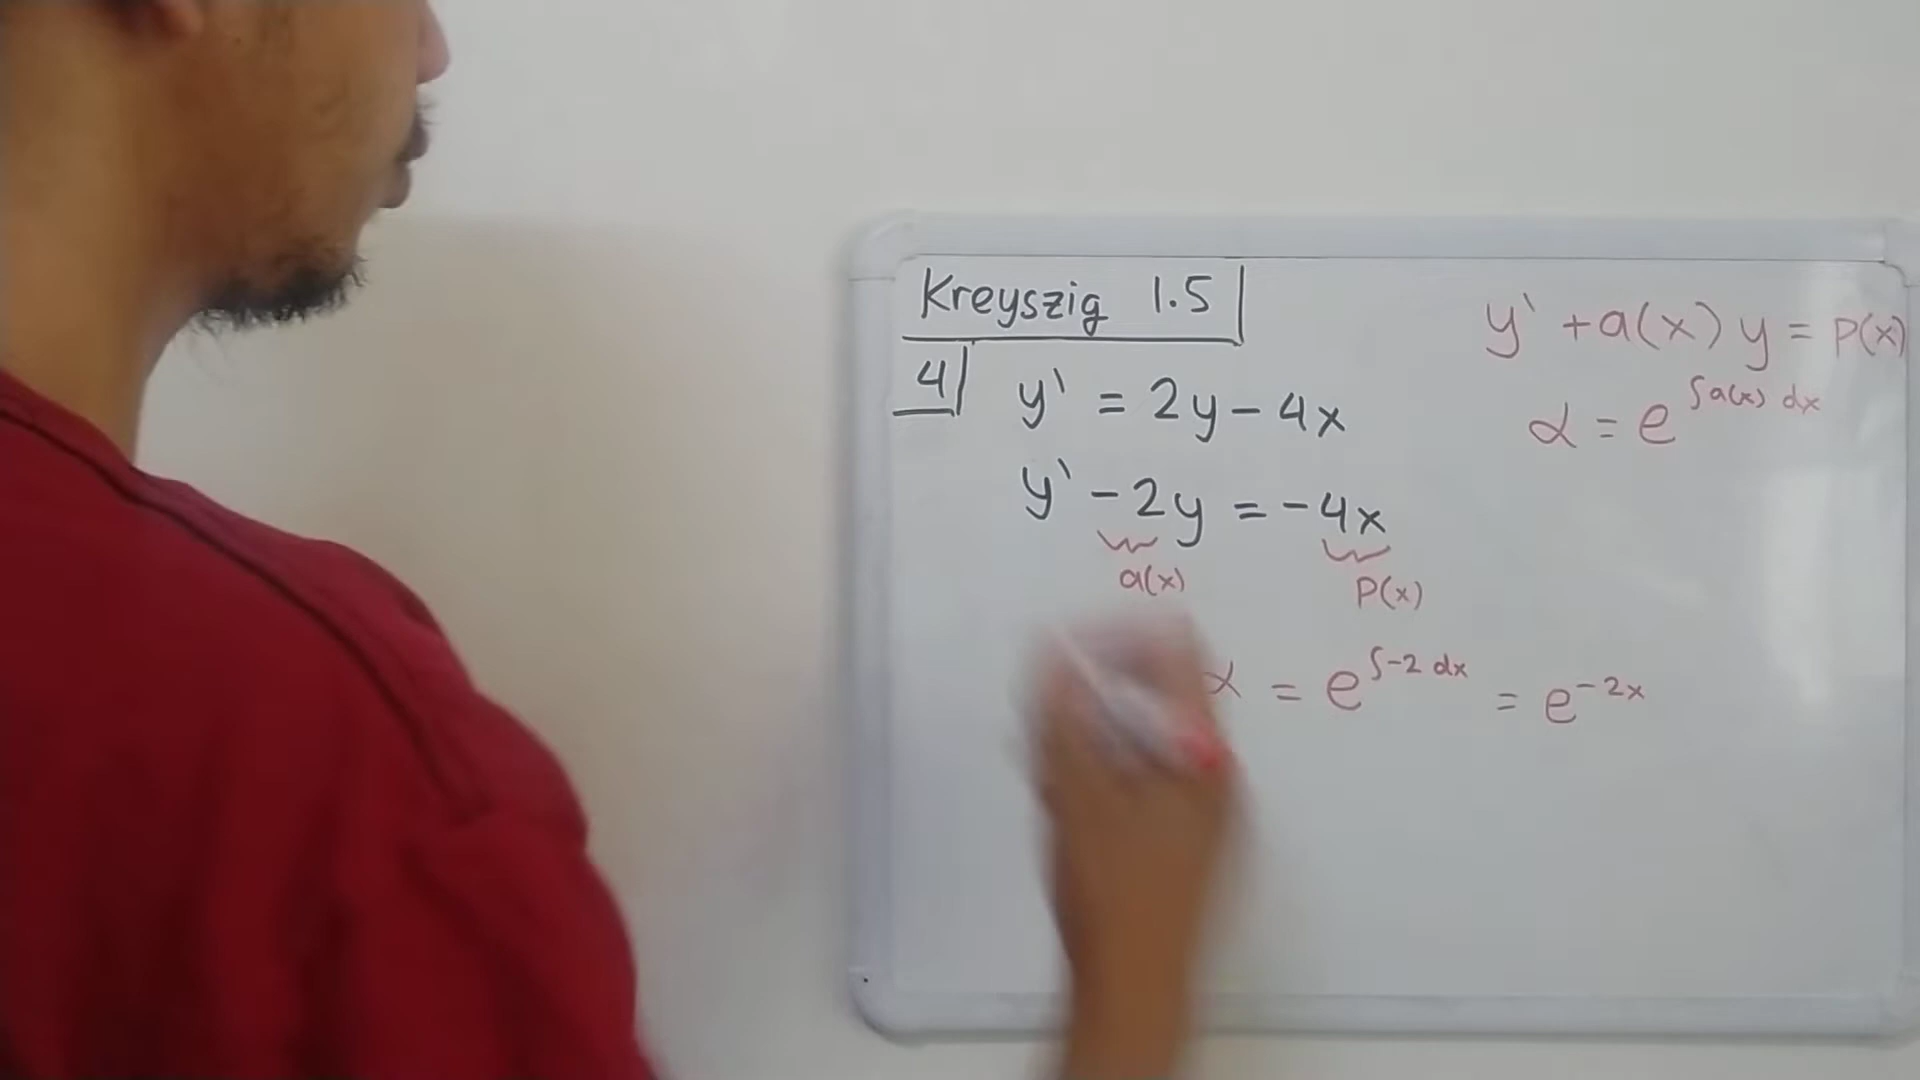 Kreyszig 1.5
y' + a(x) y = P(x)
α = e^{∫a(x) dx}
4
y' = 2y - 4x
y' - 2y = -4x
a(x)
P(x)
α = e^{∫-2 dx} = e^{-2x}